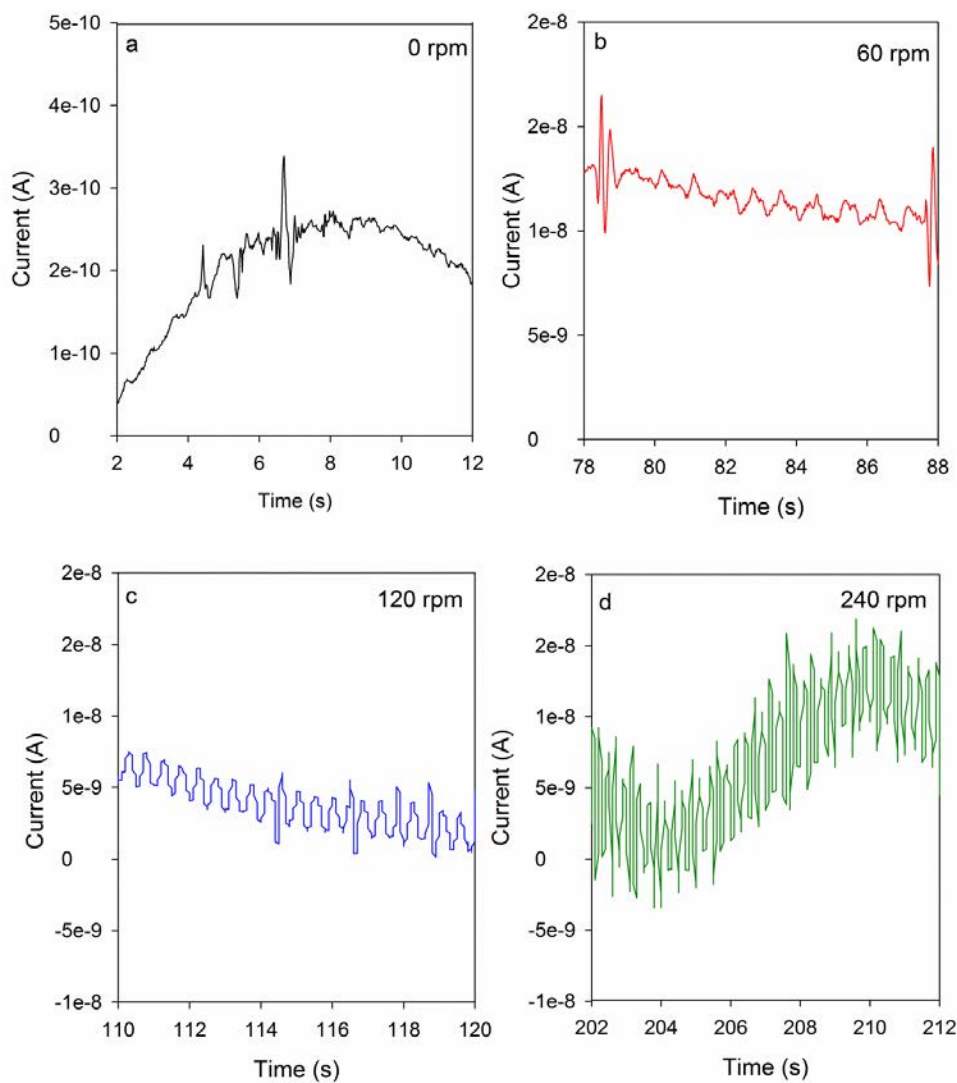 a
0 rpm
5e-10
4e-10
3e-10
2e-10
1e-10
0
Current (A)
2 4 6 8 10 12
Time (s)
b
60 rpm
2e-8
2e-8
1e-8
5e-9
0
Current (A)
78 80 82 84 86 88
Time (s)
c
120 rpm
2e-8
2e-8
1e-8
5e-9
0
-5e-9
-1e-8
Current (A)
110 112 114 116 118 120
Time (s)
d
240 rpm
2e-8
2e-8
1e-8
5e-9
0
-5e-9
-1e-8
Current (A)
202 204 206 208 210 212
Time (s)